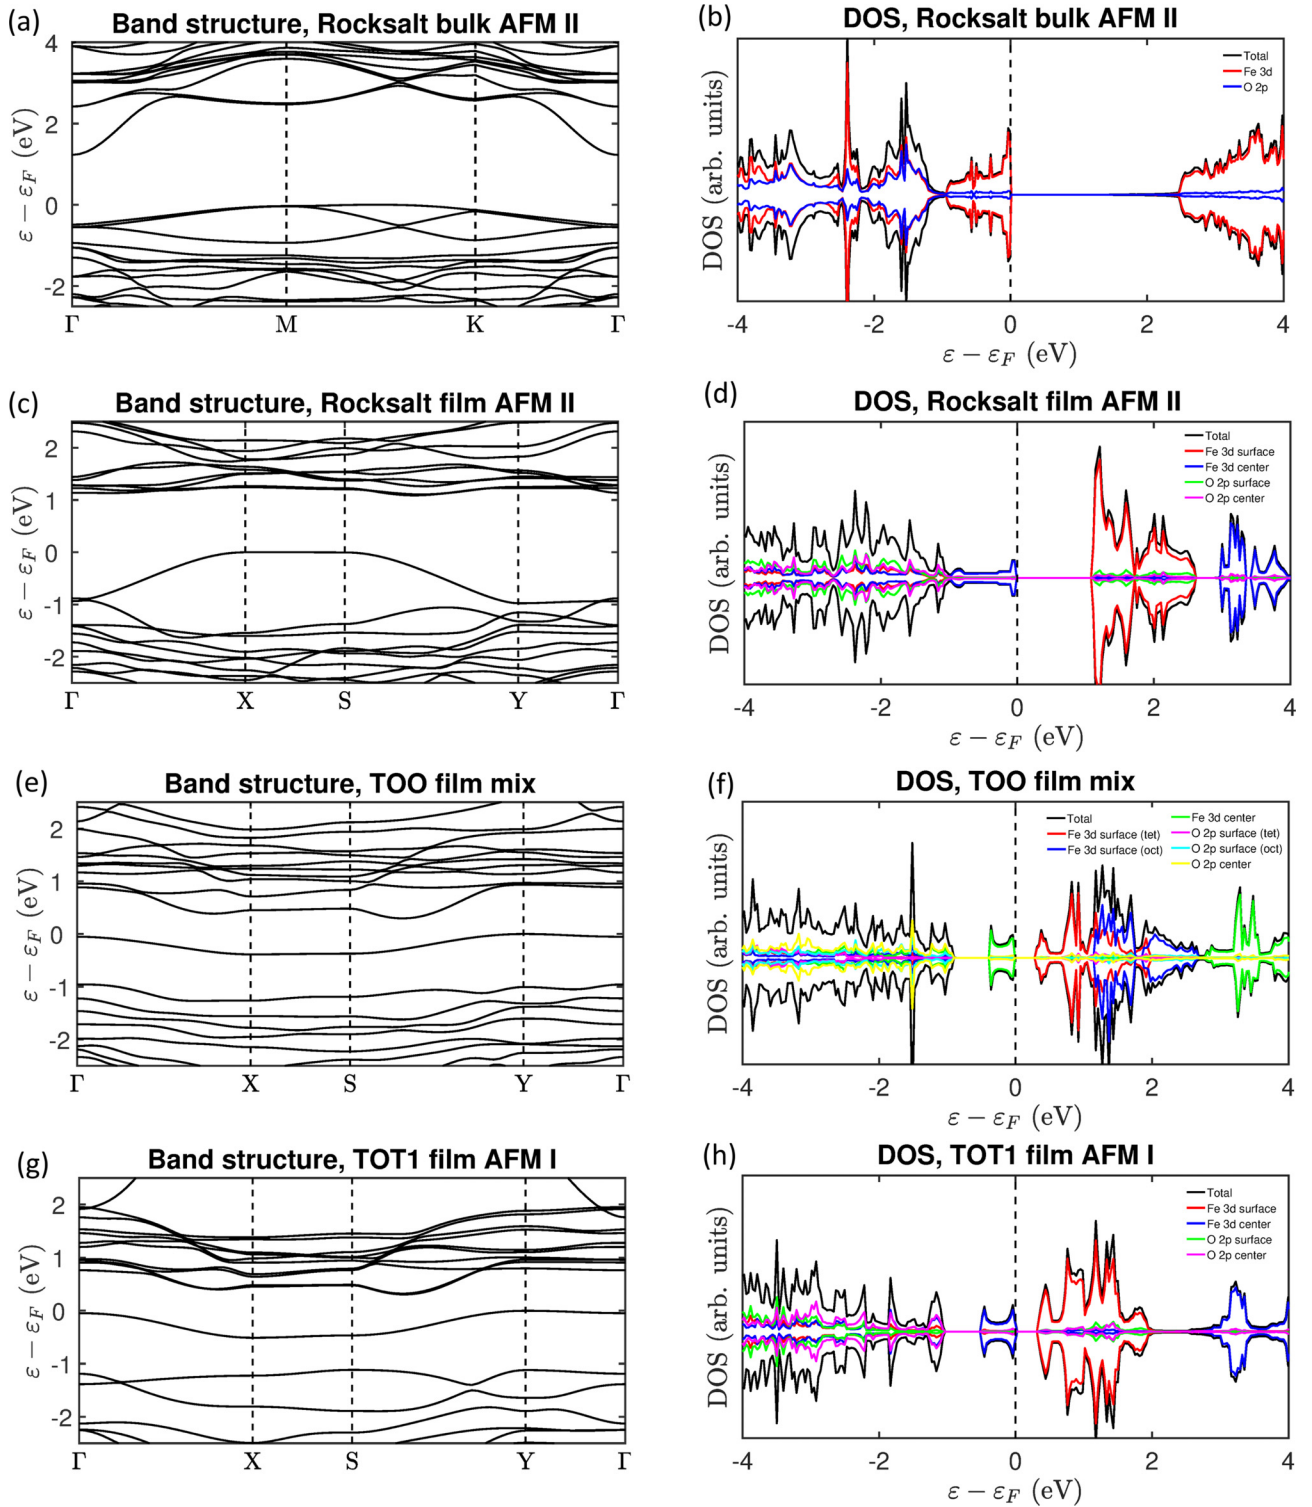 (a) Band structure, Rocksalt bulk AFM II
4
2
0
-2
ε − ε_F (eV)
Γ M K Γ
(b) DOS, Rocksalt bulk AFM II
Total
Fe 3d
O 2p
DOS (arb. units)
-4 -2 0 2 4
ε − ε_F (eV)
(c) Band structure, Rocksalt film AFM II
2
1
0
-1
-2
ε − ε_F (eV)
Γ X S Y Γ
(d) DOS, Rocksalt film AFM II
Total
Fe 3d surface
Fe 3d center
O 2p surface
O 2p center
DOS (arb. units)
-4 -2 0 2 4
ε − ε_F (eV)
(e) Band structure, TOO film mix
2
1
0
-1
-2
ε − ε_F (eV)
Γ X S Y Γ
(f) DOS, TOO film mix
Total
Fe 3d surface (tet)
Fe 3d surface (oct)
Fe 3d center
O 2p surface (tet)
O 2p surface (oct)
O 2p center
DOS (arb. units)
-4 -2 0 2 4
ε − ε_F (eV)
(g) Band structure, TOT1 film AFM I
2
1
0
-1
-2
ε − ε_F (eV)
Γ X S Y Γ
(h) DOS, TOT1 film AFM I
Total
Fe 3d surface
Fe 3d center
O 2p surface
O 2p center
DOS (arb. units)
-4 -2 0 2 4
ε − ε_F (eV)